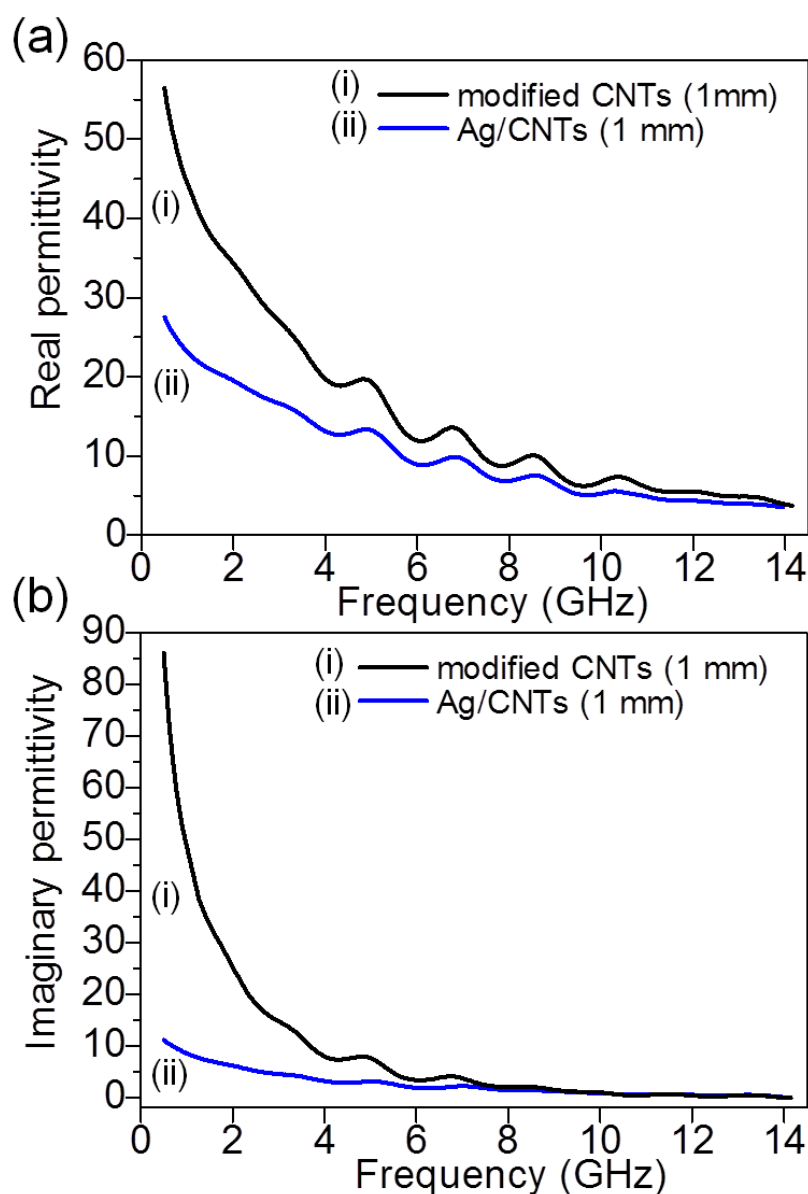 (a)
60
50
40
30
20
10
0
Real permittivity
(i) modified CNTs (1mm)
(ii) Ag/CNTs (1 mm)
(i)
(ii)
0 2 4 6 8 10 12 14
Frequency (GHz)
(b)
90
80
70
60
50
40
30
20
10
0
Imaginary permittivity
(i) modified CNTs (1 mm)
(ii) Ag/CNTs (1 mm)
(i)
(ii)
0 2 4 6 8 10 12 14
Frequency (GHz)